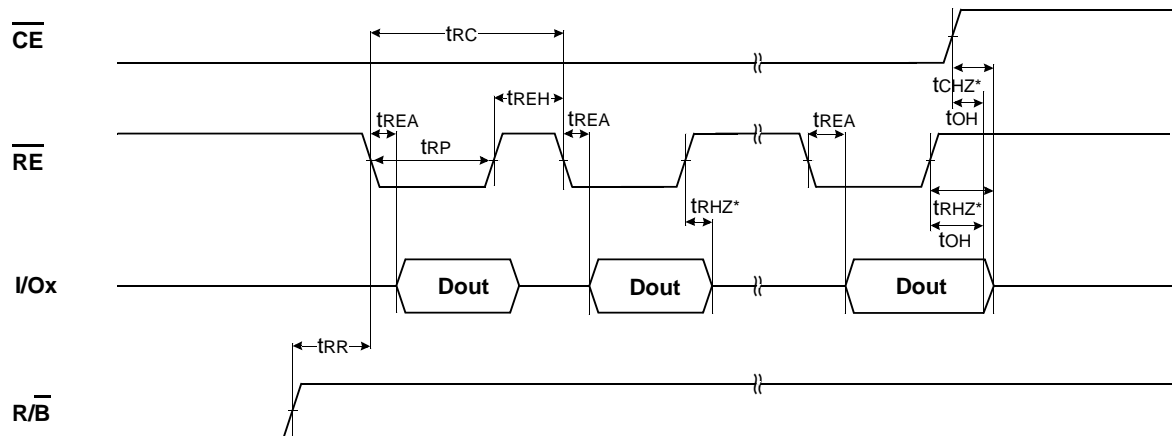 CE
tRC
tCHZ*
tREH
tREA
tREA
tREA
tOH
RE
tRP
tRHZ*
tRHZ*
tOH
I/Ox
Dout
Dout
Dout
tRR
R/B